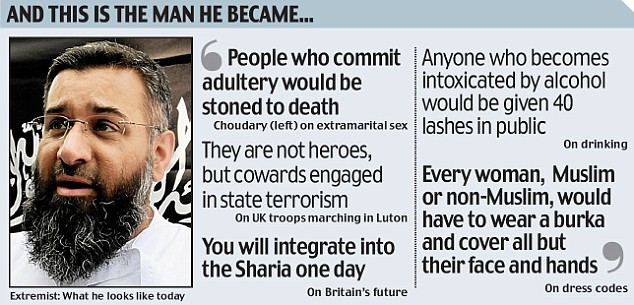 AND THIS IS THE MAN HE BECAME...
‘People who commit
adultery would be
stoned to death
Choudary (left) on extramarital sex
They are not heroes,
but cowards engaged
in state terrorism
On UK troops marching in Luton
You will integrate into
the Sharia one day
On Britain's future
Anyone who becomes
intoxicated by alcohol
would be given 40
lashes in public
On drinking
Every woman, Muslim
or non-Muslim, would
have to wear a burka
and cover all but
their face and hands’
On dress codes
Extremist: What he looks like today